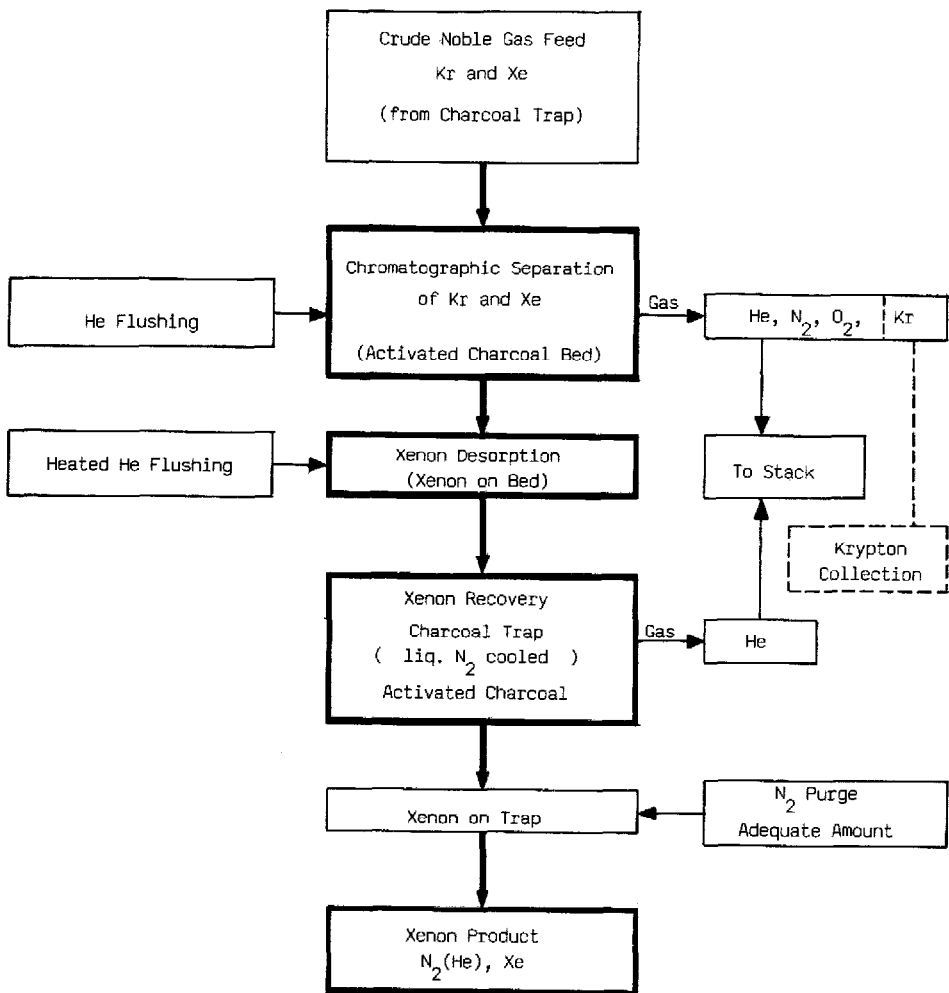 Crude Noble Gas Feed
Kr and Xe
(from Charcoal Trap)
Chromatographic Separation
of Kr and Xe
(Activated Charcoal Bed)
He Flushing
Gas
He, N2, O2, Kr
Heated He Flushing
Xenon Desorption
(Xenon on Bed)
To Stack
Krypton
Collection
Xenon Recovery
Charcoal Trap
( liq. N2 cooled )
Activated Charcoal
Gas
He
Xenon on Trap
N2 Purge
Adequate Amount
Xenon Product
N2(He), Xe